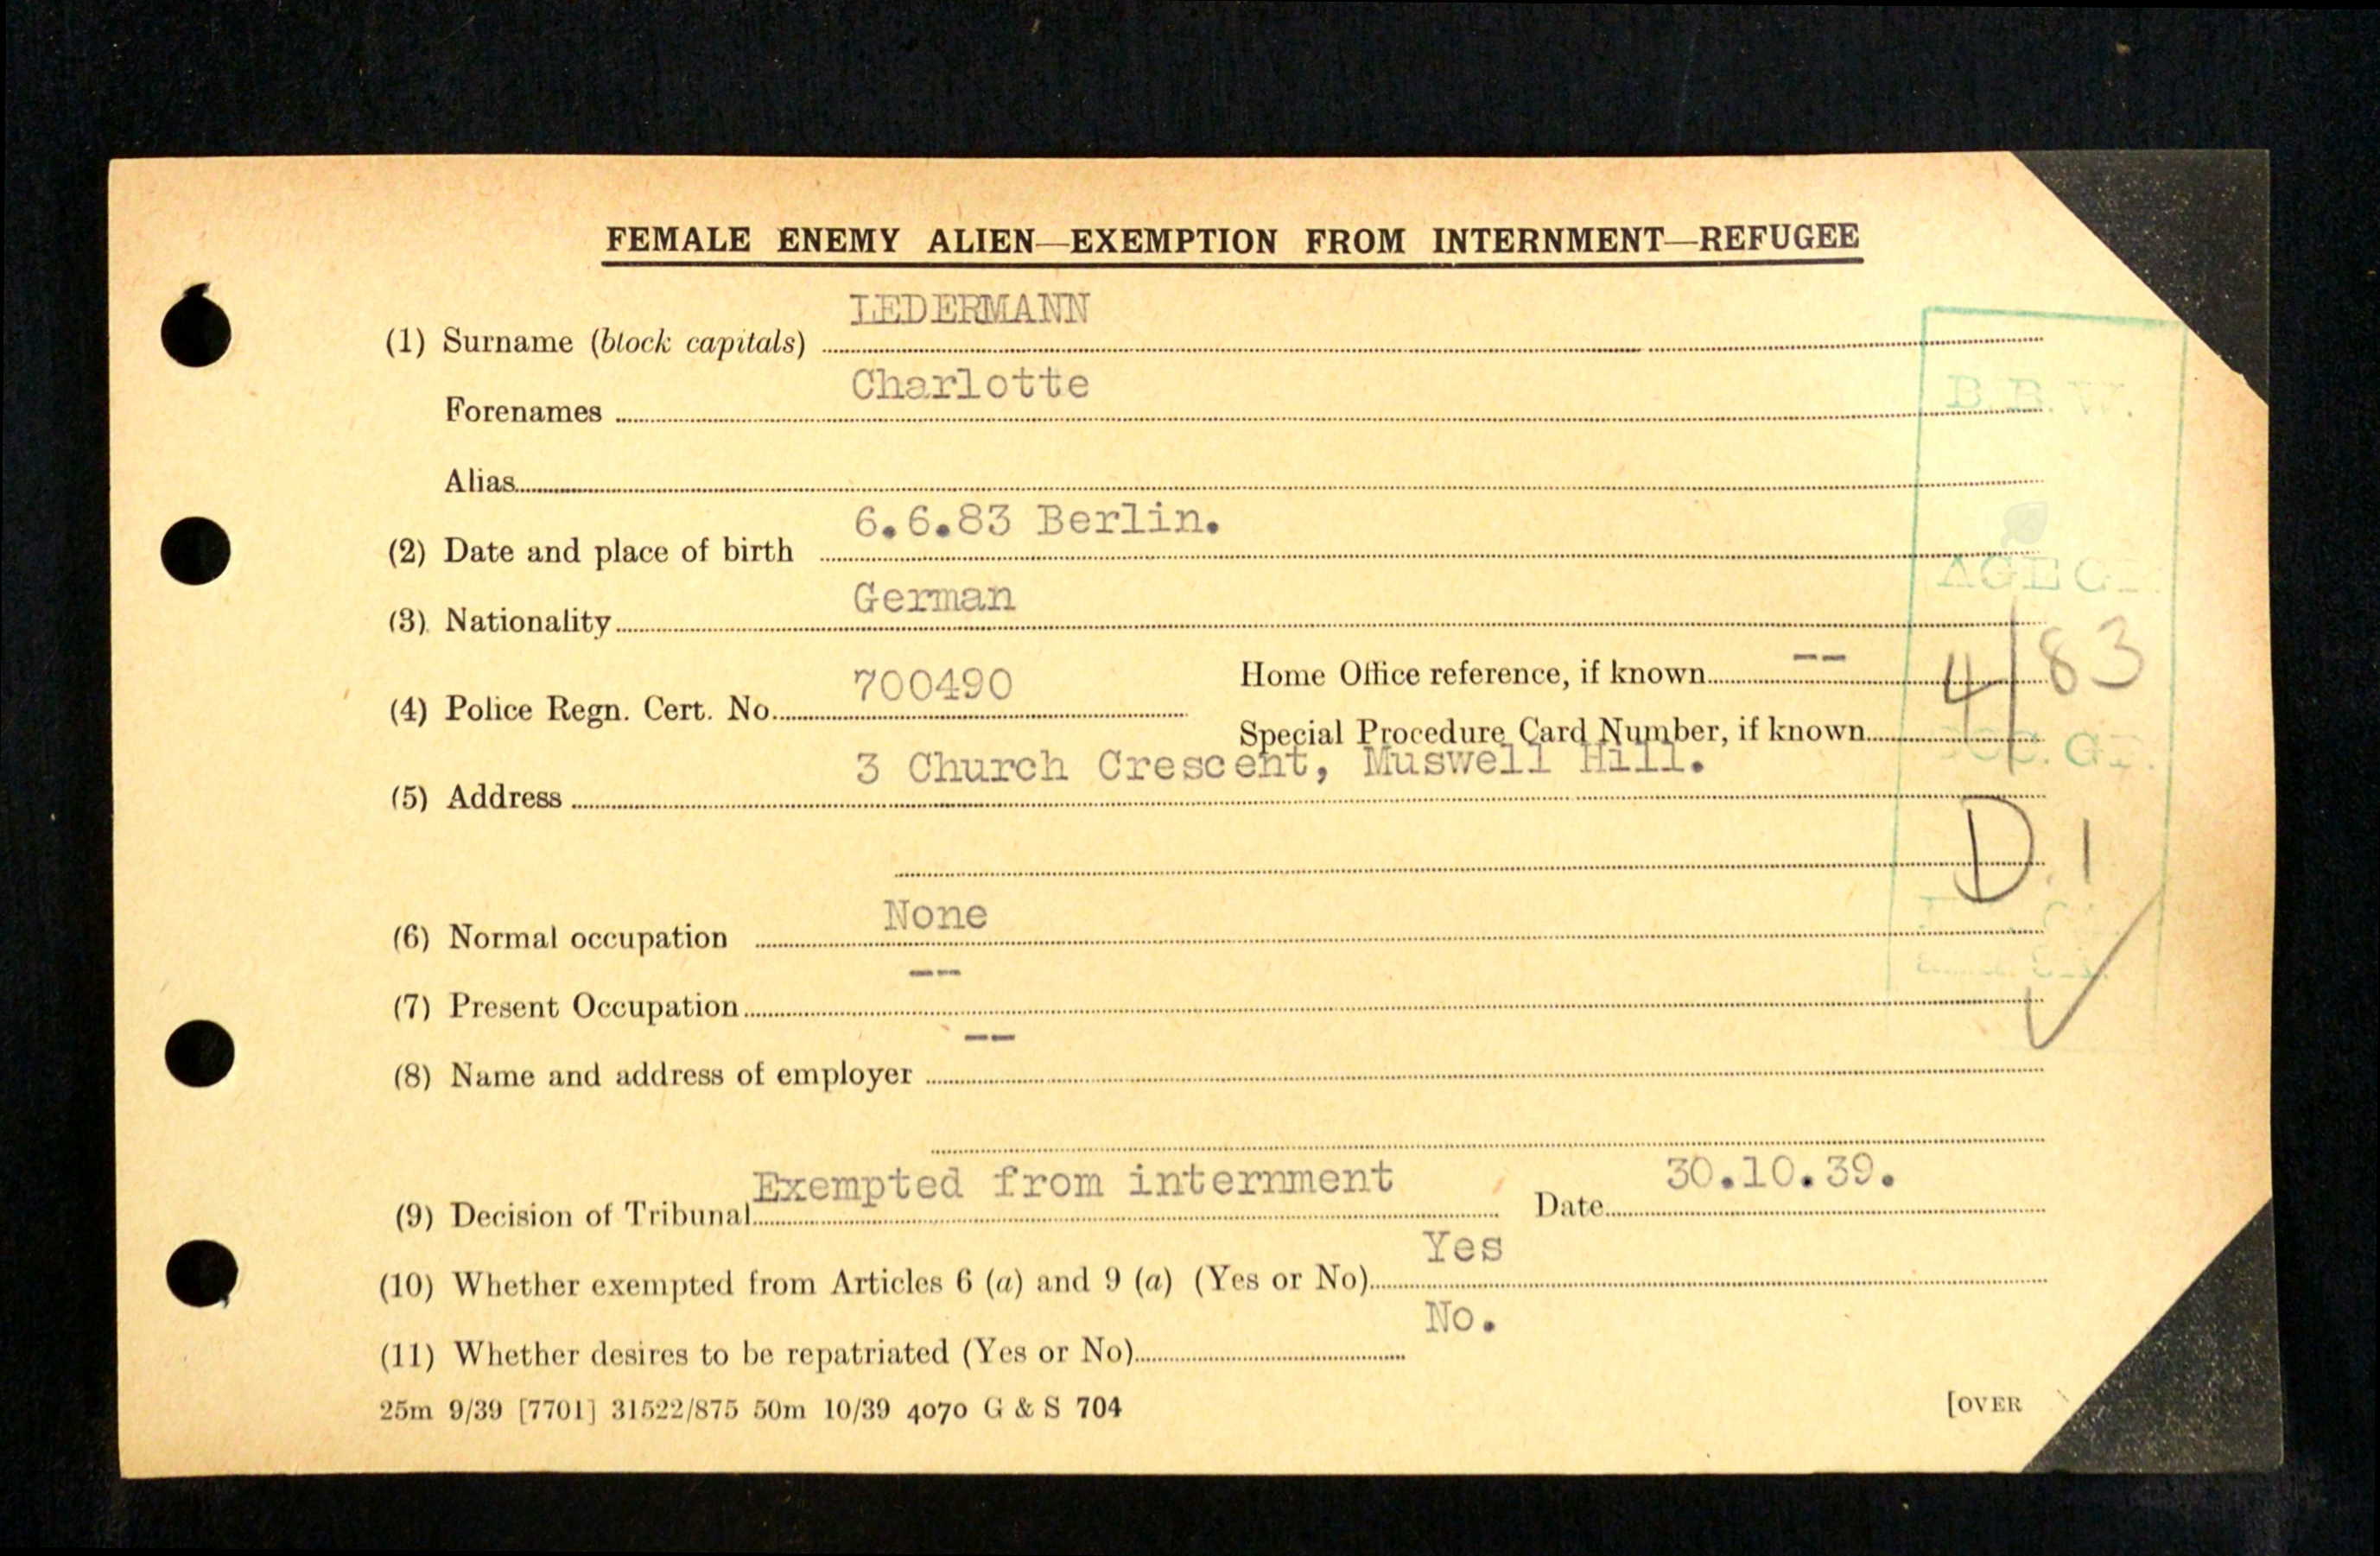 FEMALE ENEMY ALIEN—EXEMPTION FROM INTERNMENT—REFUGEE
LEDERMANN
(1) Surname (block capitals)
Charlotte
Forenames
B.B.W.
Alias
6.6.83 Berlin.
(2) Date and place of birth
German
(3) Nationality
4 83
700490
Home Office reference, if known --
(4) Police Regn. Cert. No.
Special Procedure Card Number, if known
3 Church Crescent, Muswell Hill.
(5) Address
D.1
None
(6) Normal occupation
--
(7) Present Occupation
--
(8) Name and address of employer
Exempted from internment 30.10.39.
(9) Decision of Tribunal Date
Yes
(10) Whether exempted from Articles 6 (a) and 9 (a) (Yes or No)
No.
(11) Whether desires to be repatriated (Yes or No)
25m 9/39 [7701] 31522/875 50m 10/39 4070 G & S 704
[OVER